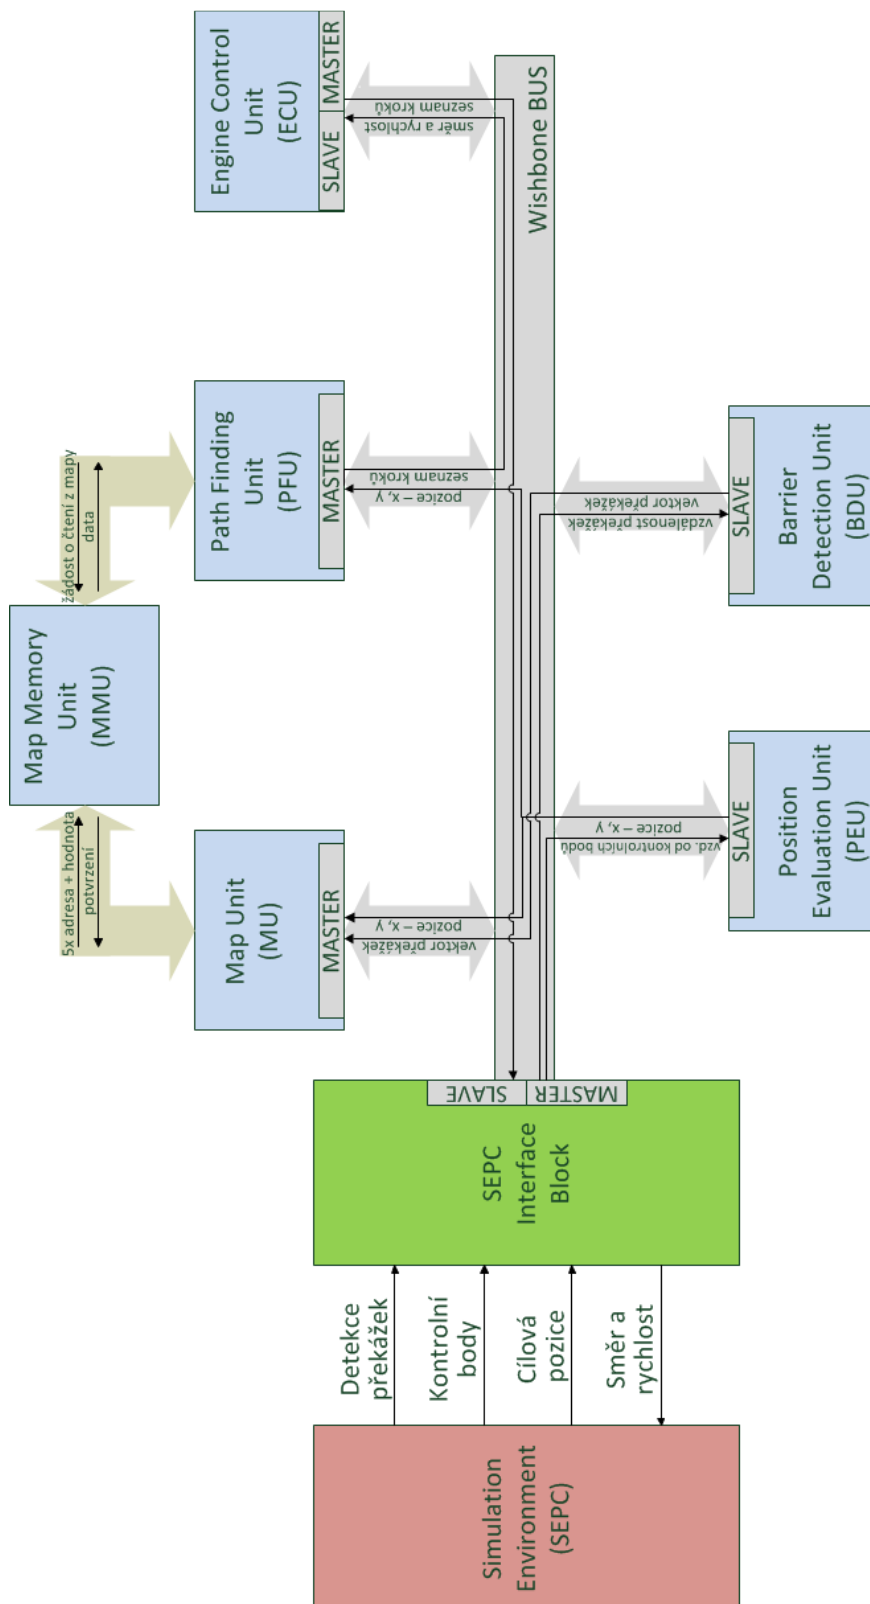 Map Memory
Unit
(MMU)
5x adresa + hodnota
potvrzení
žádost o čtení z mapy
data
Map Unit
(MU)
MASTER
vektor překážek
pozice – x, y
Path Finding
Unit
(PFU)
MASTER
pozice – x, y
seznam kroků
Engine Control
Unit
(ECU)
SLAVE
MASTER
směr a rychlost
seznam kroků
Wishbone BUS
Simulation
Environment
(SEPC)
Detekce
překážek
Kontrolní
body
Cílová
pozice
Směr a
rychlost
SEPC
Interface
Block
SLAVE
MASTER
vzd. od kontrolních bodů
pozice – x, y
SLAVE
Position
Evaluation Unit
(PEU)
vzdálenost překážek
vektor překážek
SLAVE
Barrier
Detection Unit
(BDU)